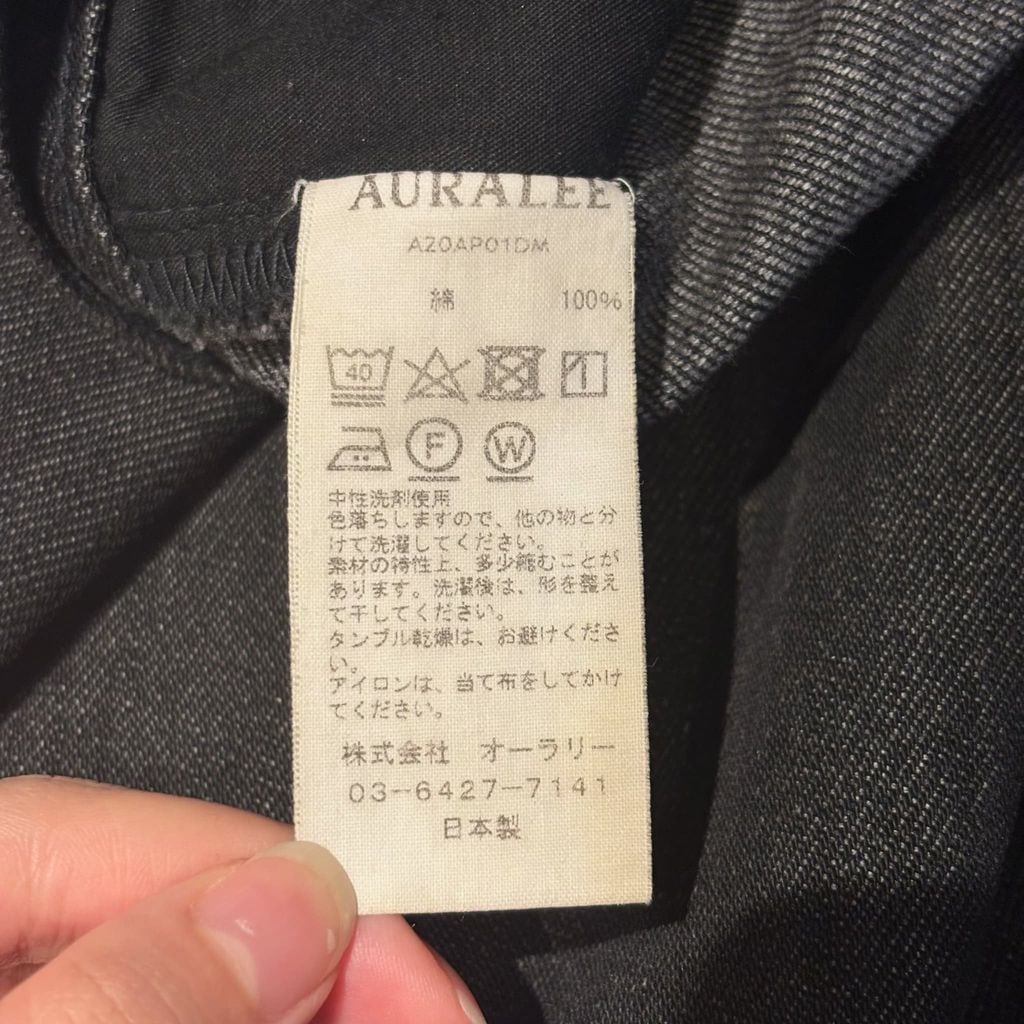 AURALEE
A20AP01DM
綿 100%
40
F W
中性洗剤使用
色落ちしますので、他の物と分
けて洗濯してください。
素材の特性上、多少縮むことが
あります。洗濯後は、形を整え
て干してください。
タンブル乾燥は、お避けくださ
い。
アイロンは、当て布をしてかけ
てください。
株式会社 オーラリー
03-6427-7141
日本製